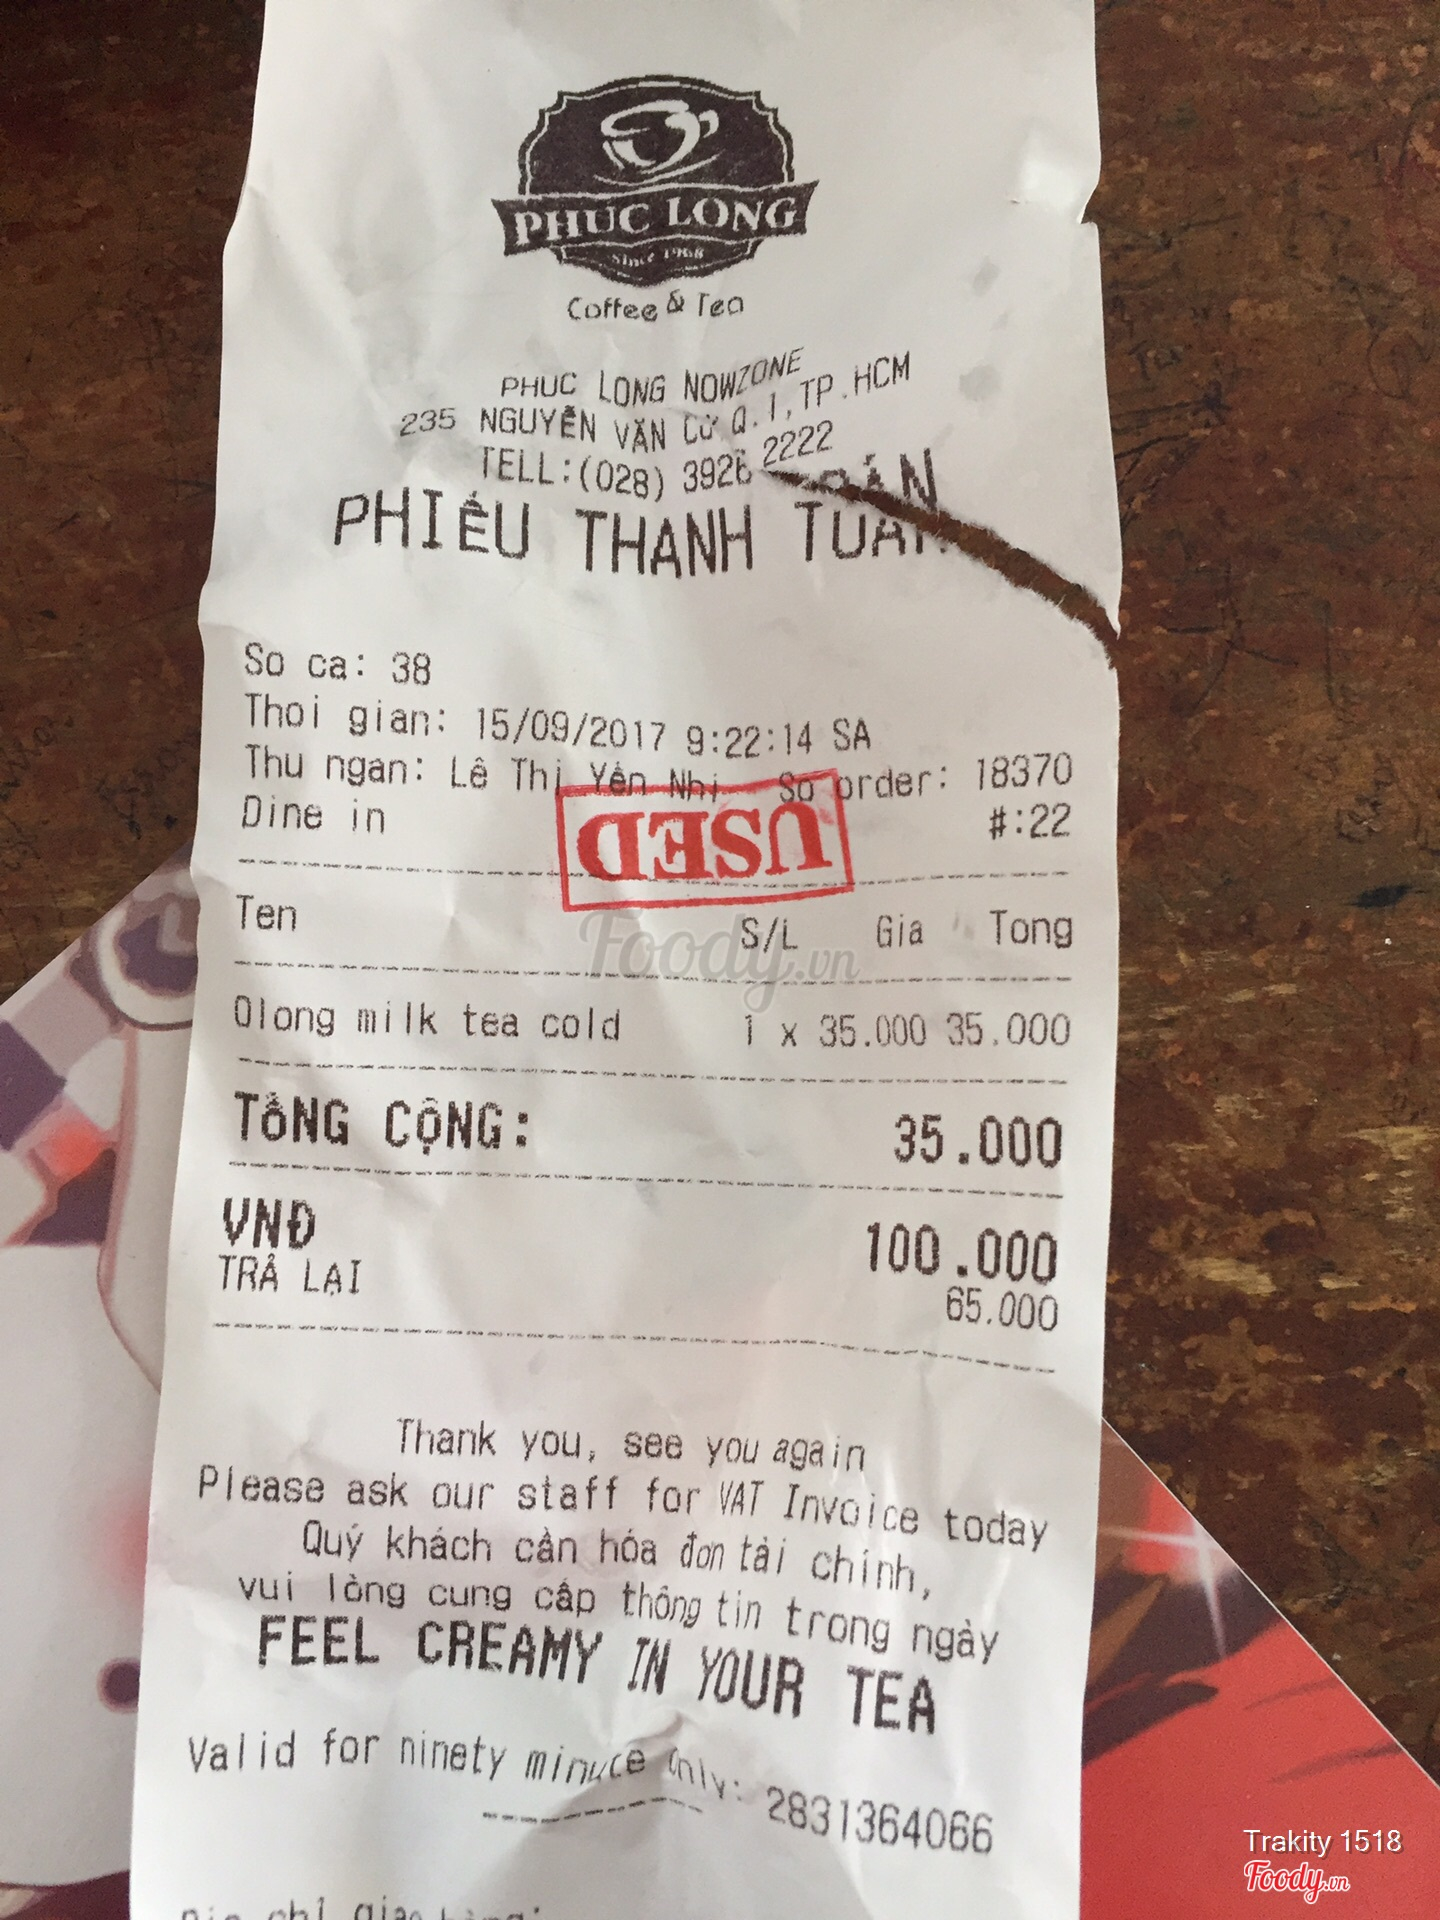 PHUC LONG
Since 1968
Coffee & Tea
PHUC LONG NOWZONE
235 NGUYỄN VĂN CỪ Q.1,TP.HCM
TELL:(028) 3926 2222
PHIẾU THANH TOÁN
So ca: 38
Thoi gian: 15/09/2017 9:22:14 SA
Thu ngan: Lê Thị Yến Nhi So order: 18370
Dine in #:22
USED
Ten S/L Gia Tong
Foody.vn
Olong milk tea cold 1 x 35.000 35.000
TỔNG CỘNG: 35.000
VNĐ 100.000
TRẢ LẠI 65.000
Thank you, see you again
Please ask our staff for VAT Invoice today
Quý khách cần hóa đơn tài chính,
vui lòng cung cấp thông tin trong ngày
FEEL CREAMY IN YOUR TEA
Valid for ninety minute Only: 2831364066
Trakity 1518
Foody.vn